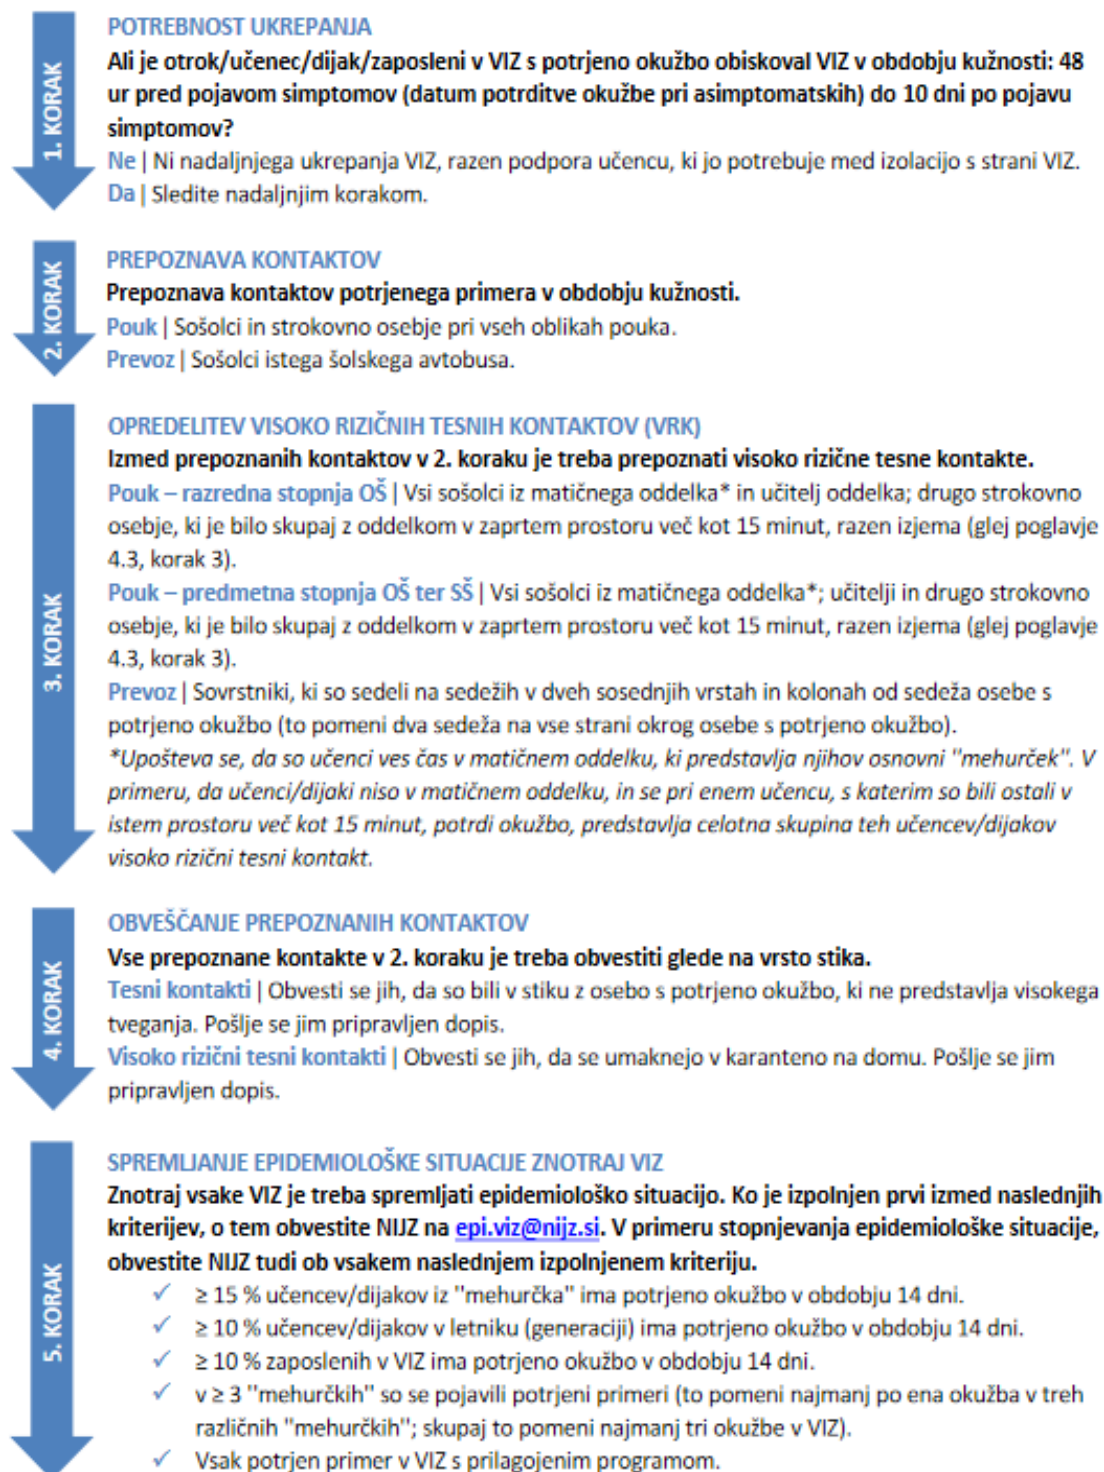 1. KORAK
POTREBNOST UKREPANJA
Ali je otrok/učenec/dijak/zaposleni v VIZ s potrjeno okužbo obiskoval VIZ v obdobju kužnosti: 48
ur pred pojavom simptomov (datum potrditve okužbe pri asimptomatskih) do 10 dni po pojavu
simptomov?
Ne | Ni nadaljnjega ukrepanja VIZ, razen podpora učencu, ki jo potrebuje med izolacijo s strani VIZ.
Da | Sledite nadaljnjim korakom.
2. KORAK
PREPOZNAVA KONTAKTOV
Prepoznava kontaktov potrjenega primera v obdobju kužnosti.
Pouk | Sošolci in strokovno osebje pri vseh oblikah pouka.
Prevoz | Sošolci istega šolskega avtobusa.
3. KORAK
OPREDELITEV VISOKO RIZIČNIH TESNIH KONTAKTOV (VRK)
Izmed prepoznanih kontaktov v 2. koraku je treba prepoznati visoko rizične tesne kontakte.
Pouk – razredna stopnja OŠ | Vsi sošolci iz matičnega oddelka* in učitelj oddelka; drugo strokovno
osebje, ki je bilo skupaj z oddelkom v zaprtem prostoru več kot 15 minut, razen izjema (glej poglavje
4.3, korak 3).
Pouk – predmetna stopnja OŠ ter SŠ | Vsi sošolci iz matičnega oddelka*; učitelji in drugo strokovno
osebje, ki je bilo skupaj z oddelkom v zaprtem prostoru več kot 15 minut, razen izjema (glej poglavje
4.3, korak 3).
Prevoz | Sovrstniki, ki so sedeli na sedežih v dveh sosednjih vrstah in kolonah od sedeža osebe s
potrjeno okužbo (to pomeni dva sedeža na vse strani okrog osebe s potrjeno okužbo).
*Upošteva se, da so učenci ves čas v matičnem oddelku, ki predstavlja njihov osnovni "mehurček". V
primeru, da učenci/dijaki niso v matičnem oddelku, in se pri enem učencu, s katerim so bili ostali v
istem prostoru več kot 15 minut, potrdi okužbo, predstavlja celotna skupina teh učencev/dijakov
visoko rizični tesni kontakt.
4. KORAK
OBVEŠČANJE PREPOZNANIH KONTAKTOV
Vse prepoznane kontakte v 2. koraku je treba obvestiti glede na vrsto stika.
Tesni kontakti | Obvesti se jih, da so bili v stiku z osebo s potrjeno okužbo, ki ne predstavlja visokega
tveganja. Pošlje se jim pripravljen dopis.
Visoko rizični tesni kontakti | Obvesti se jih, da se umaknejo v karanteno na domu. Pošlje se jim
pripravljen dopis.
5. KORAK
SPREMLJANJE EPIDEMIOLOŠKE SITUACIJE ZNOTRAJ VIZ
Znotraj vsake VIZ je treba spremljati epidemiološko situacijo. Ko je izpolnjen prvi izmed naslednjih
kriterijev, o tem obvestite NIJZ na epi.viz@nijz.si. V primeru stopnjevanja epidemiološke situacije,
obvestite NIJZ tudi ob vsakem naslednjem izpolnjenem kriteriju.
✓ ≥ 15 % učencev/dijakov iz "mehurčka" ima potrjeno okužbo v obdobju 14 dni.
✓ ≥ 10 % učencev/dijakov v letniku (generaciji) ima potrjeno okužbo v obdobju 14 dni.
✓ ≥ 10 % zaposlenih v VIZ ima potrjeno okužbo v obdobju 14 dni.
✓ v ≥ 3 "mehurčkih" so se pojavili potrjeni primeri (to pomeni najmanj po ena okužba v treh
različnih "mehurčkih"; skupaj to pomeni najmanj tri okužbe v VIZ).
✓ Vsak potrjen primer v VIZ s prilagojenim programom.